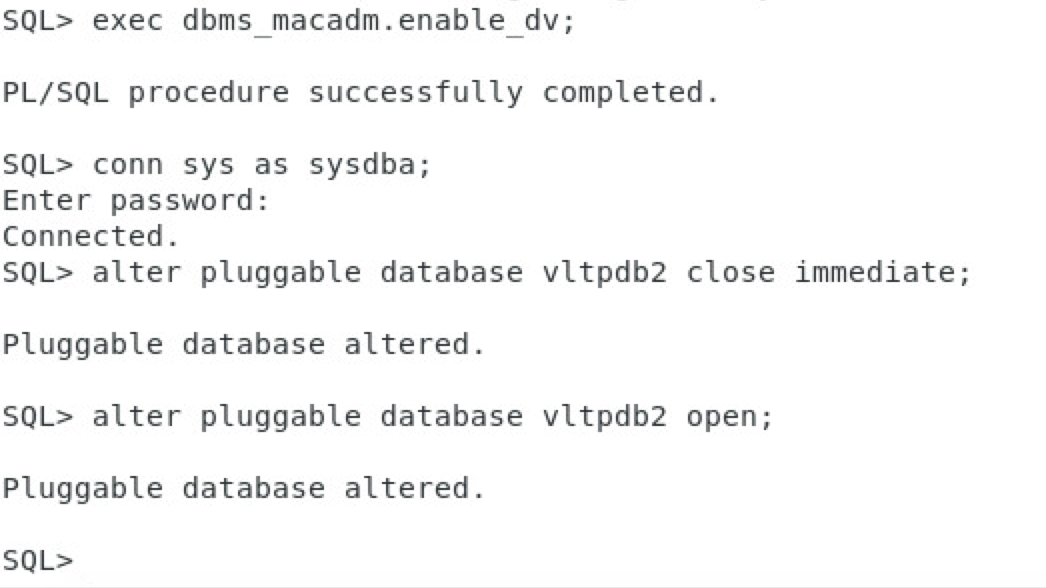 SQL> exec dbms_macadm.enable_dv;
PL/SQL procedure successfully completed.
SQL> conn sys as sysdba;
Enter password:
Connected.
SQL> alter pluggable database vltpdb2 close immediate;
Pluggable database altered.
SQL> alter pluggable database vltpdb2 open;
Pluggable database altered.
SQL>